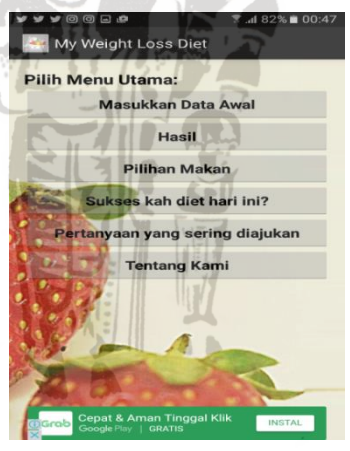 82% 00:47
My Weight Loss Diet
Pilih Menu Utama:
Masukkan Data Awal
Hasil
Pilihan Makan
Sukses kah diet hari ini?
Pertanyaan yang sering diajukan
Tentang Kami
Grab
Cepat & Aman Tinggal Klik
Google Play | GRATIS
INSTAL